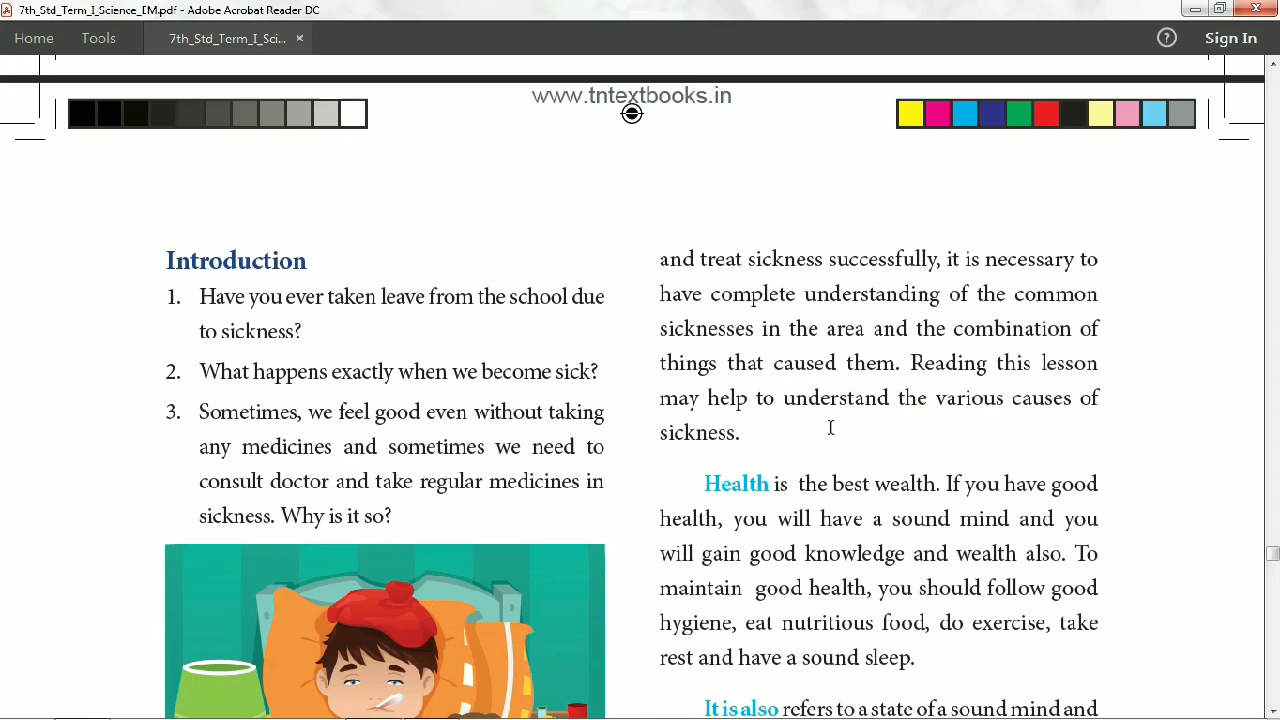 7th_Std_Term_I_Science_EM.pdf - Adobe Acrobat Reader DC
Home Tools 7th_Std_Term_I_Sci... × ? Sign In
www.tntextbooks.in
Introduction
1. Have you ever taken leave from the school due
to sickness?
2. What happens exactly when we become sick?
3. Sometimes, we feel good even without taking
any medicines and sometimes we need to
consult doctor and take regular medicines in
sickness. Why is it so?
and treat sickness successfully, it is necessary to
have complete understanding of the common
sicknesses in the area and the combination of
things that caused them. Reading this lesson
may help to understand the various causes of
sickness.
Health is the best wealth. If you have good
health, you will have a sound mind and you
will gain good knowledge and wealth also. To
maintain good health, you should follow good
hygiene, eat nutritious food, do exercise, take
rest and have a sound sleep.
It is also refers to a state of a sound mind and